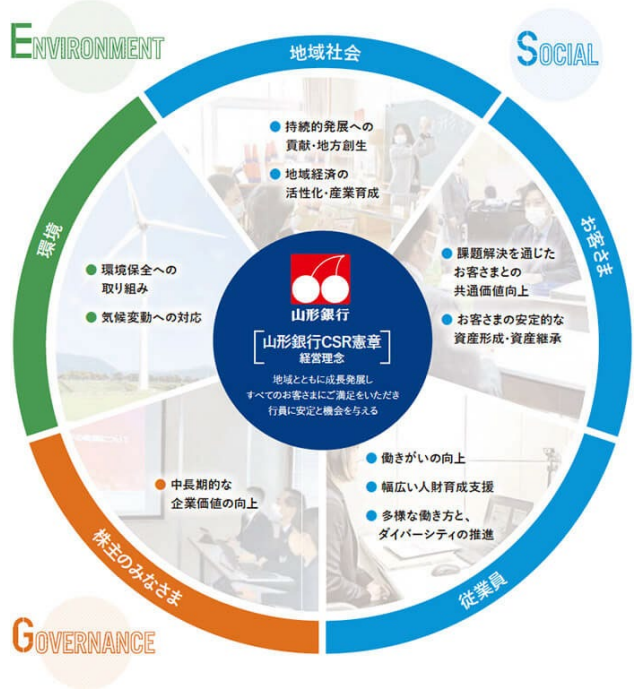 ENVIRONMENT
SOCIAL
地域社会
● 持続的発展への
貢献・地方創生
● 地域経済の
活性化・産業育成
お客さま
● 課題解決を通じた
お客さまとの
共通価値向上
● お客さまの安定的な
資産形成・資産継承
環境
● 環境保全への
取り組み
● 気候変動への対応
山形銀行
[山形銀行CSR憲章]
経営理念
地域とともに成長発展し
すべてのお客さまにご満足をいただき
行員に安定と機会を与える
● 働きがいの向上
● 幅広い人財育成支援
● 多様な働き方と、
ダイバーシティの推進
従業員
● 中長期的な
企業価値の向上
株主のみなさま
GOVERNANCE